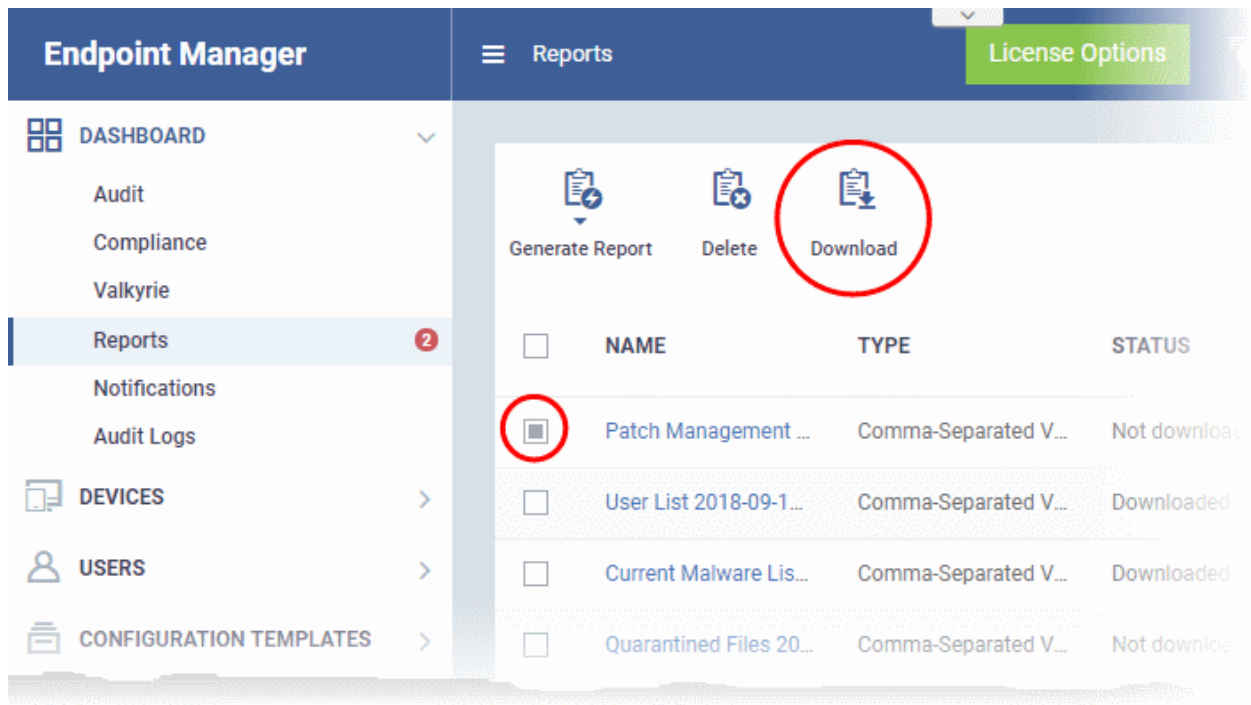 Endpoint Manager
Reports
License Options
DASHBOARD
Audit
Compliance
Valkyrie
Reports 2
Notifications
Audit Logs
DEVICES
USERS
CONFIGURATION TEMPLATES
Generate Report Delete Download
NAME TYPE STATUS
Patch Management ... Comma-Separated V... Not download
User List 2018-09-1... Comma-Separated V... Downloaded
Current Malware Lis... Comma-Separated V... Downloaded
Quarantined Files 20... Comma-Separated V... Not downloa